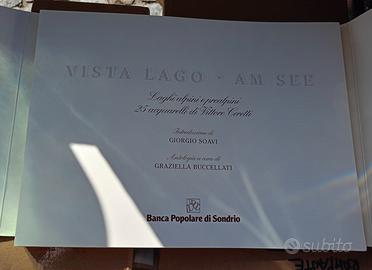 VISTA LAGO · AM SEE
Laghi alpini e prealpini
25 acquarelli di Vittore Ceretti
Introduzione di
GIORGIO SOAVI
Antologia a cura di
GRAZIELLA BUCCELLATI
Banca Popolare di Sondrio
subito